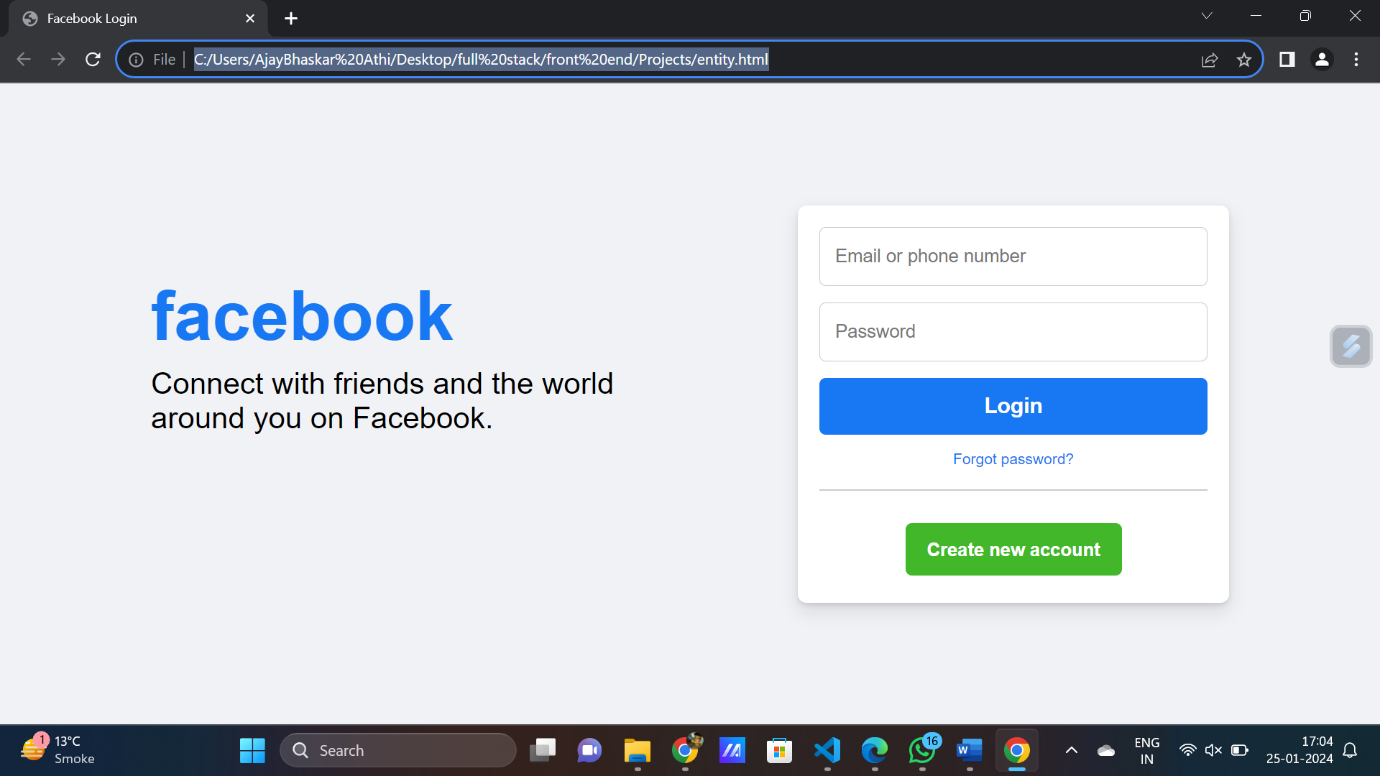 Facebook Login
File
C:/Users/AjayBhaskar%20Athi/Desktop/full%20stack/front%20end/Projects/entity.html
facebook
Connect with friends and the world
around you on Facebook.
Email or phone number
Password
Login
Forgot password?
Create new account
1
13°C
Smoke
Search
16
ENG
IN
17:04
25-01-2024